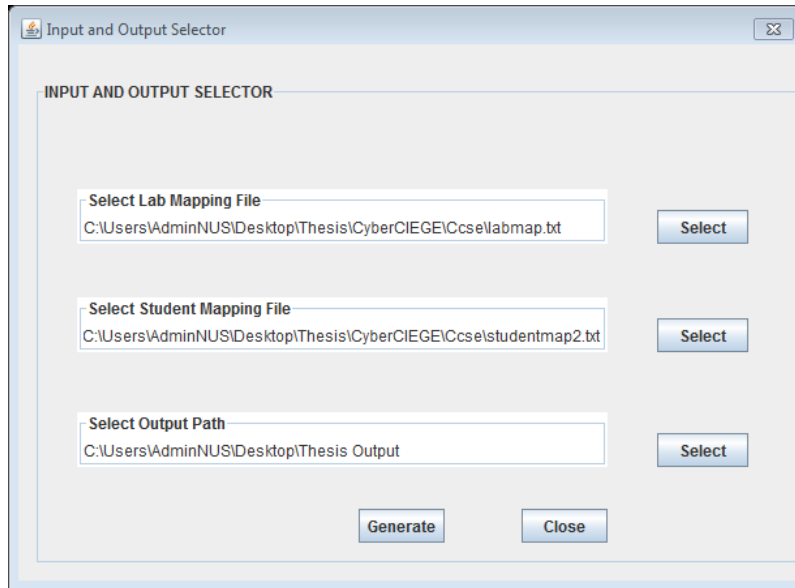 Input and Output Selector
INPUT AND OUTPUT SELECTOR
Select Lab Mapping File
C:\Users\AdminNUS\Desktop\Thesis\CyberCIEGE\Ccse\labmap.txt
Select
Select Student Mapping File
C:\Users\AdminNUS\Desktop\Thesis\CyberCIEGE\Ccse\studentmap2.txt
Select
Select Output Path
C:\Users\AdminNUS\Desktop\Thesis Output
Select
Generate Close